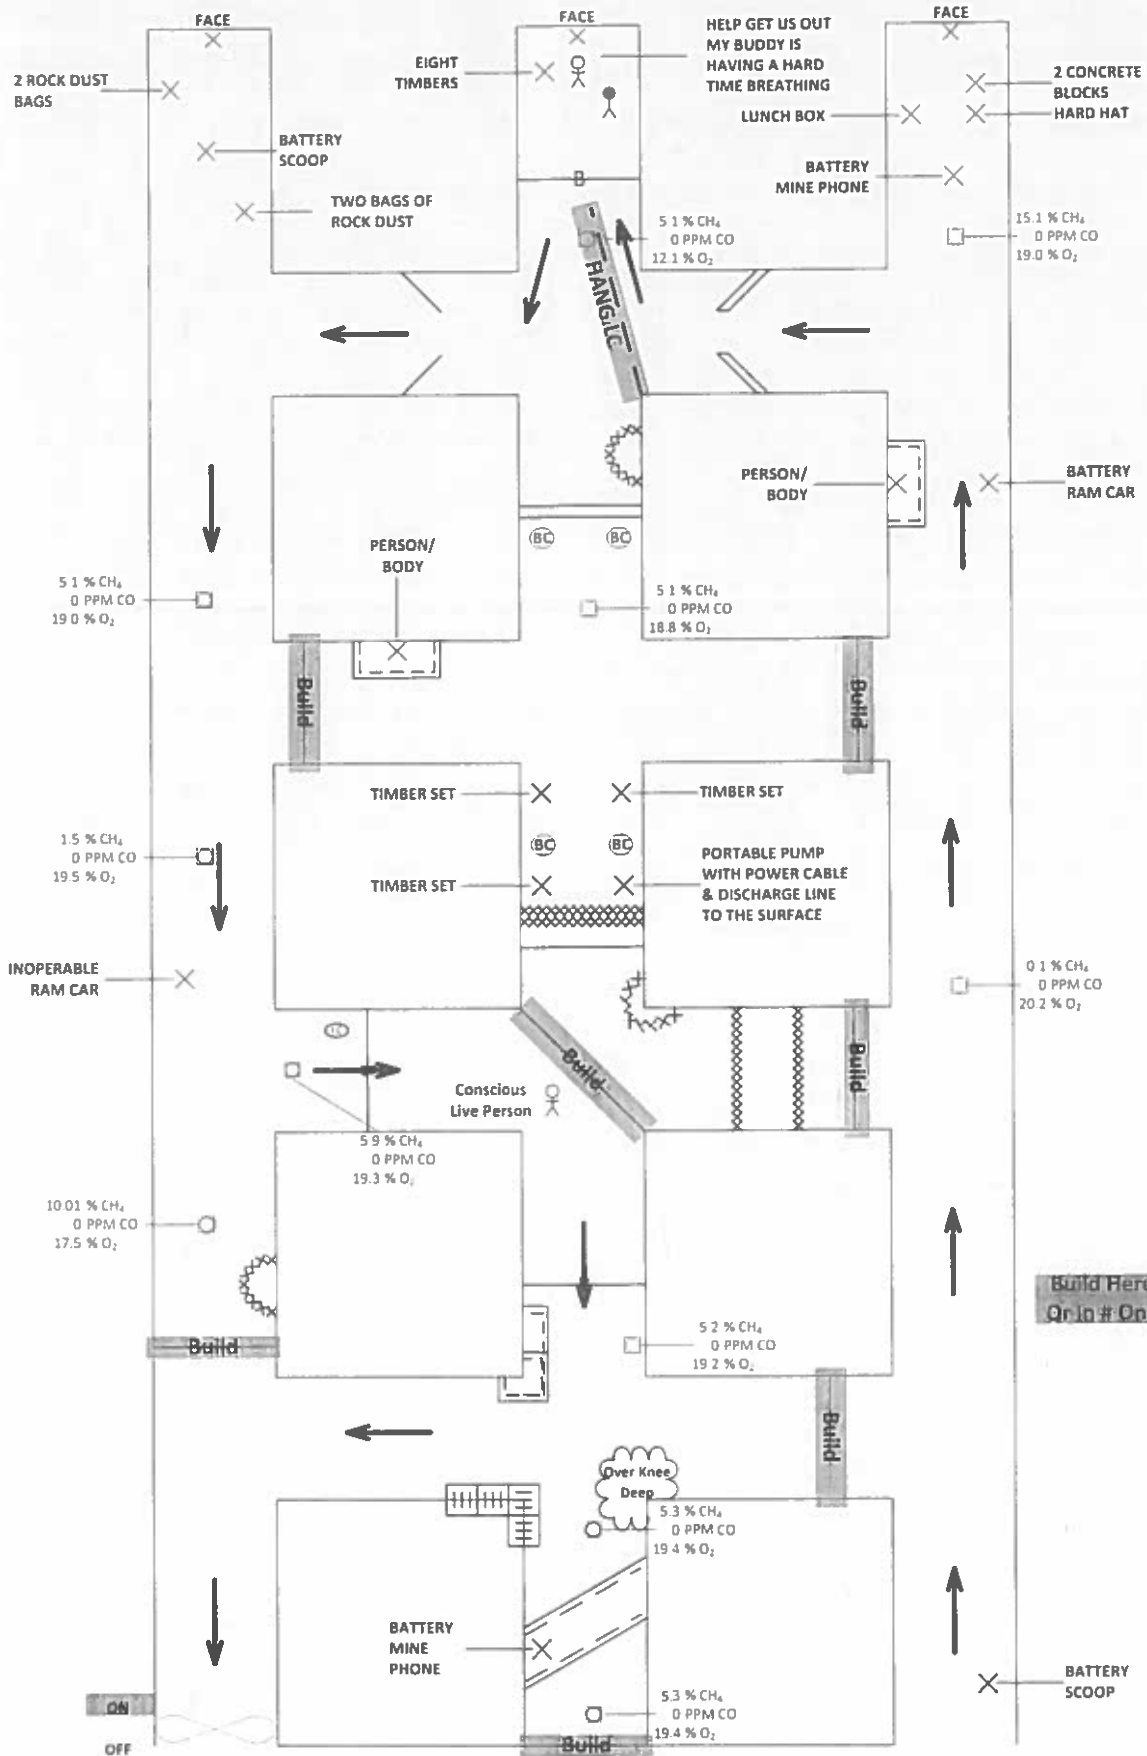 FACE
FACE
FACE
HELP GET US OUT
MY BUDDY IS
HAVING A HARD
TIME BREATHING
EIGHT
TIMBERS
2 ROCK DUST
BAGS
2 CONCRETE
BLOCKS
LUNCH BOX
HARD HAT
BATTERY
SCOOP
BATTERY
MINE PHONE
TWO BAGS OF
ROCK DUST
B
5 1 % CH₄
0 PPM CO
12.1 % O₂
15.1 % CH₄
0 PPM CO
19.0 % O₂
HANG LC
PERSON/
BODY
BATTERY
RAM CAR
BC
BC
PERSON/
BODY
5 1 % CH₄
0 PPM CO
19 0 % O₂
5 1 % CH₄
0 PPM CO
18.8 % O₂
Build
Build
TIMBER SET
TIMBER SET
1.5 % CH₄
0 PPM CO
19.5 % O₂
BC
BC
PORTABLE PUMP
WITH POWER CABLE
& DISCHARGE LINE
TO THE SURFACE
TIMBER SET
INOPERABLE
RAM CAR
0 1 % CH₄
0 PPM CO
20.2 % O₂
Build
Build
Conscious
Live Person
5 9 % CH₄
0 PPM CO
19.3 % O₂
10.01 % CH₄
0 PPM CO
17.5 % O₂
Build Here
Or In # On
Build
5 2 % CH₄
0 PPM CO
19 2 % O₂
Build
Over Knee
Deep
5.3 % CH₄
0 PPM CO
19 4 % O₂
BATTERY
MINE
PHONE
BATTERY
SCOOP
5.3 % CH₄
0 PPM CO
19.4 % O₂
ON
OFF
Build